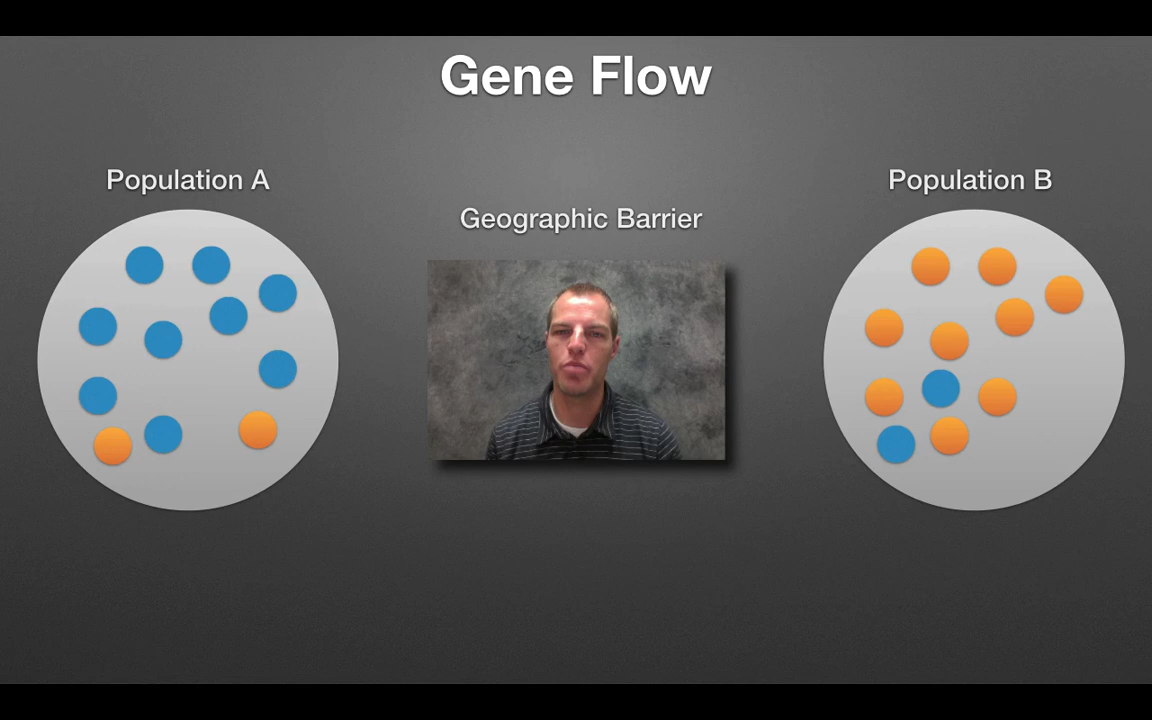 Gene Flow
Population A
Population B
Geographic Barrier